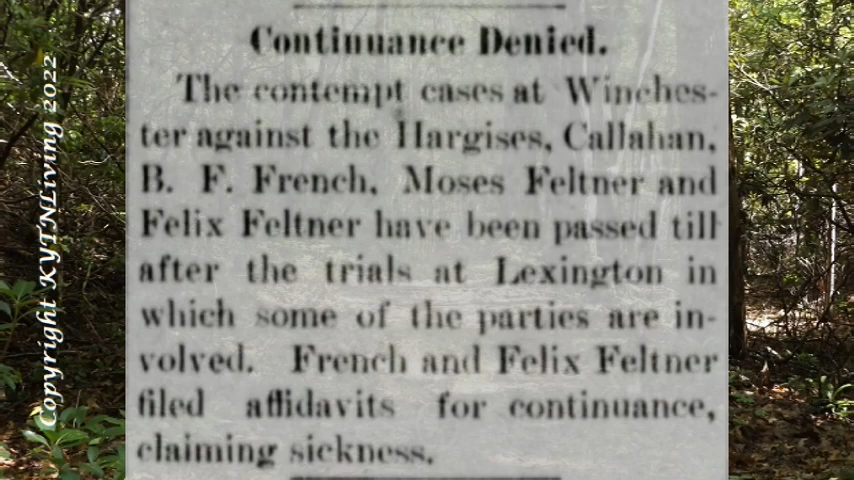 Continuance Denied.
The contempt cases at Winches-
ter against the Hargises, Callahan,
B. F. French, Moses Feltner and
Felix Feltner have been passed till
after the trials at Lexington in
which some of the parties are in-
volved. French and Felix Feltner
filed affidavits for continuance,
claiming sickness.
Copyright KYTNLiving 2022